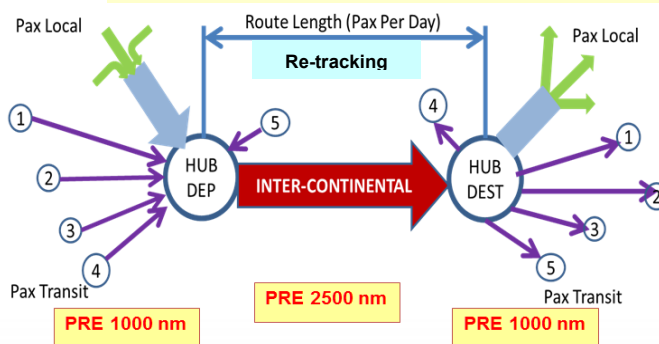 Pax Local
Route Length (Pax Per Day)
Pax Local
Re-tracking
1
5
4
1
HUB
DEP
INTER-CONTINENTAL
HUB
DEST
2
2
3
3
4
5
Pax Transit
Pax Transit
PRE 1000 nm
PRE 2500 nm
PRE 1000 nm